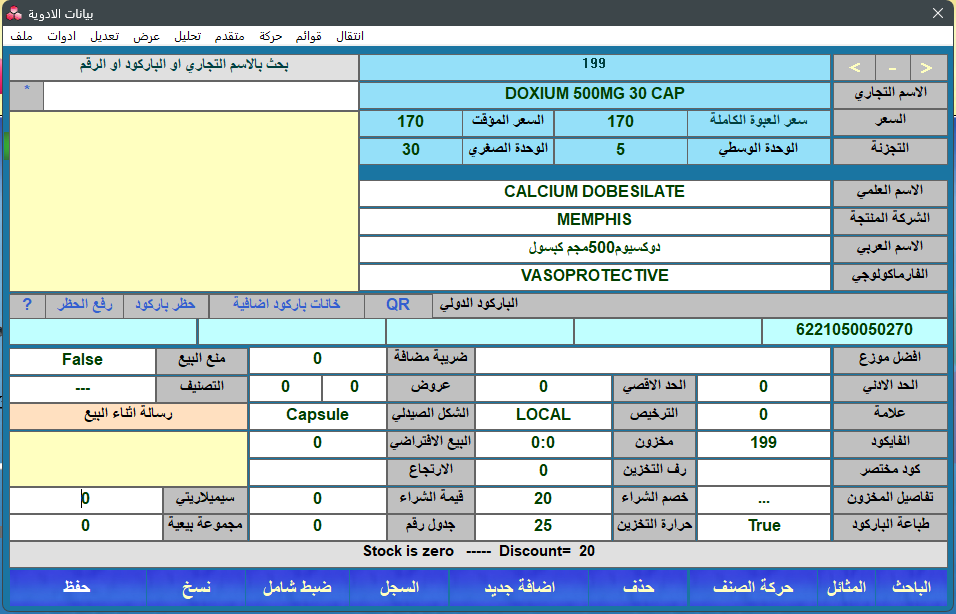 بيانات الادوية
ملف ادوات تعديل عرض تحليل متقدم حركة قوائم انتقال
بحث بالاسم التجاري او الباركود او الرقم
*
< - >
199
الاسم التجاري DOXIUM 500MG 30 CAP
السعر سعر العبوة الكاملة 170 السعر المؤقت 170
التجزئة الوحدة الوسطي 5 الوحدة الصغري 30
الاسم العلمي CALCIUM DOBESILATE
الشركة المنتجة MEMPHIS
الاسم العربي دوكسيوم500مجم كبسول
الفارماكولوجي VASOPROTECTIVE
الباركود الدولي QR خانات باركود اضافية حظر باركود رفع الحظر ?
6221050050270
افضل موزع ضريبة مضافة 0 منع البيع False
الحد الادني 0 الحد الاقصي 0 عروض 0 0 التصنيف ---
علامة 0 الترخيص LOCAL الشكل الصيدلي Capsule رسالة اثناء البيع
الفايكود 199 مخزون 0:0 البيع الافتراضي 0
كود مختصر رف التخزين 0 الارتجاع
تفاصيل المخزون ... خصم الشراء 20 قيمة الشراء 0 سيميلاريتي 0
طباعة الباركود True حرارة التخزين 25 جدول رقم 0 مجموعة بيعية 0
Stock is zero ----- Discount= 20
الباحث المثائل حركة الصنف حذف اضافة جديد السجل ضبط شامل نسخ حفظ